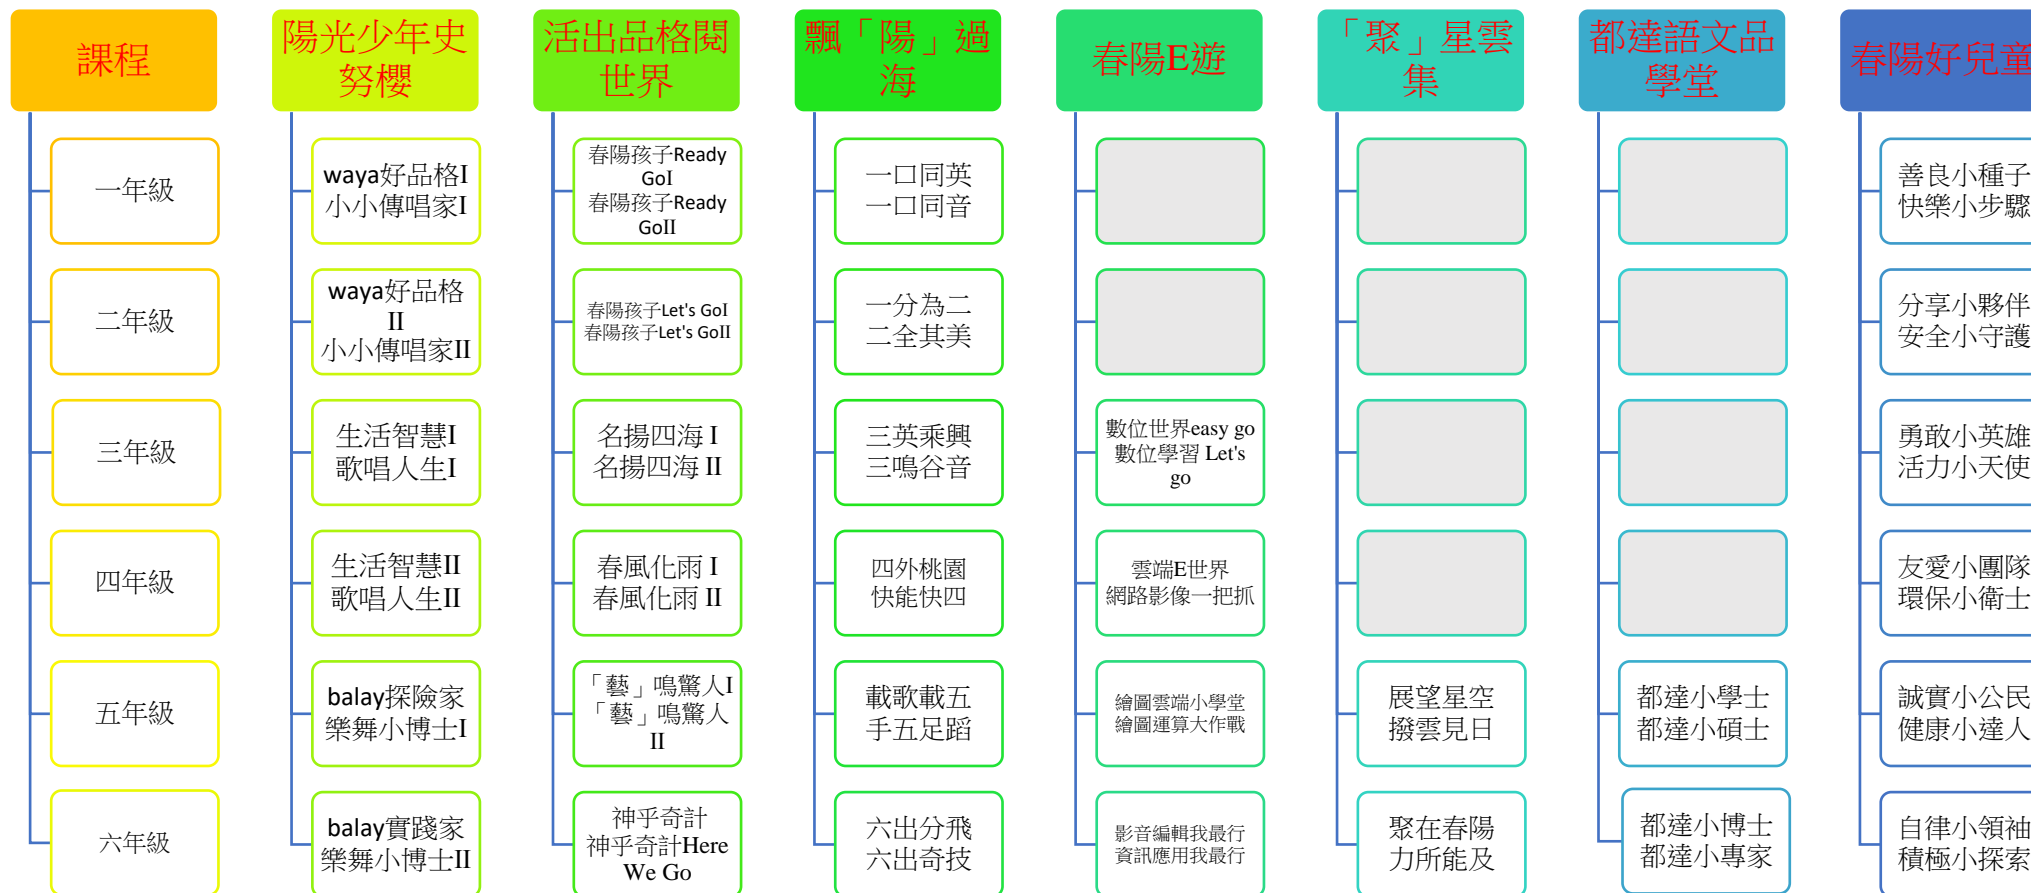 課程
一年級
二年級
三年級
四年級
五年級
六年級
陽光少年史
努櫻
waya好品格I
小小傳唱家I
waya好品格
II
小小傳唱家II
生活智慧I
歌唱人生I
生活智慧II
歌唱人生II
balay探險家
樂舞小博士I
balay實踐家
樂舞小博士II
活出品格閱
世界
春陽孩子Ready
GoI
春陽孩子Ready
GoII
春陽孩子Let's GoI
春陽孩子Let's GoII
名揚四海 I
名揚四海 II
春風化雨 I
春風化雨 II
「藝」鳴驚人I
「藝」鳴驚人
II
神乎奇計
神乎奇計Here
We Go
飄「陽」過
海
一口同英
一口同音
一分為二
二全其美
三英乘興
三鳴谷音
四外桃園
快能快四
載歌載五
手五足蹈
六出分飛
六出奇技
春陽E遊
數位世界easy go
數位學習 Let's
go
雲端E世界
網路影像一把抓
繪圖雲端小學堂
繪圖運算大作戰
影音編輯我最行
資訊應用我最行
「聚」星雲
集
展望星空
撥雲見日
聚在春陽
力所能及
都達語文品
學堂
都達小學士
都達小碩士
都達小博士
都達小專家
春陽好兒童
善良小種子
快樂小步驟
分享小夥伴
安全小守護
勇敢小英雄
活力小天使
友愛小團隊
環保小衛士
誠實小公民
健康小達人
自律小領袖
積極小探索